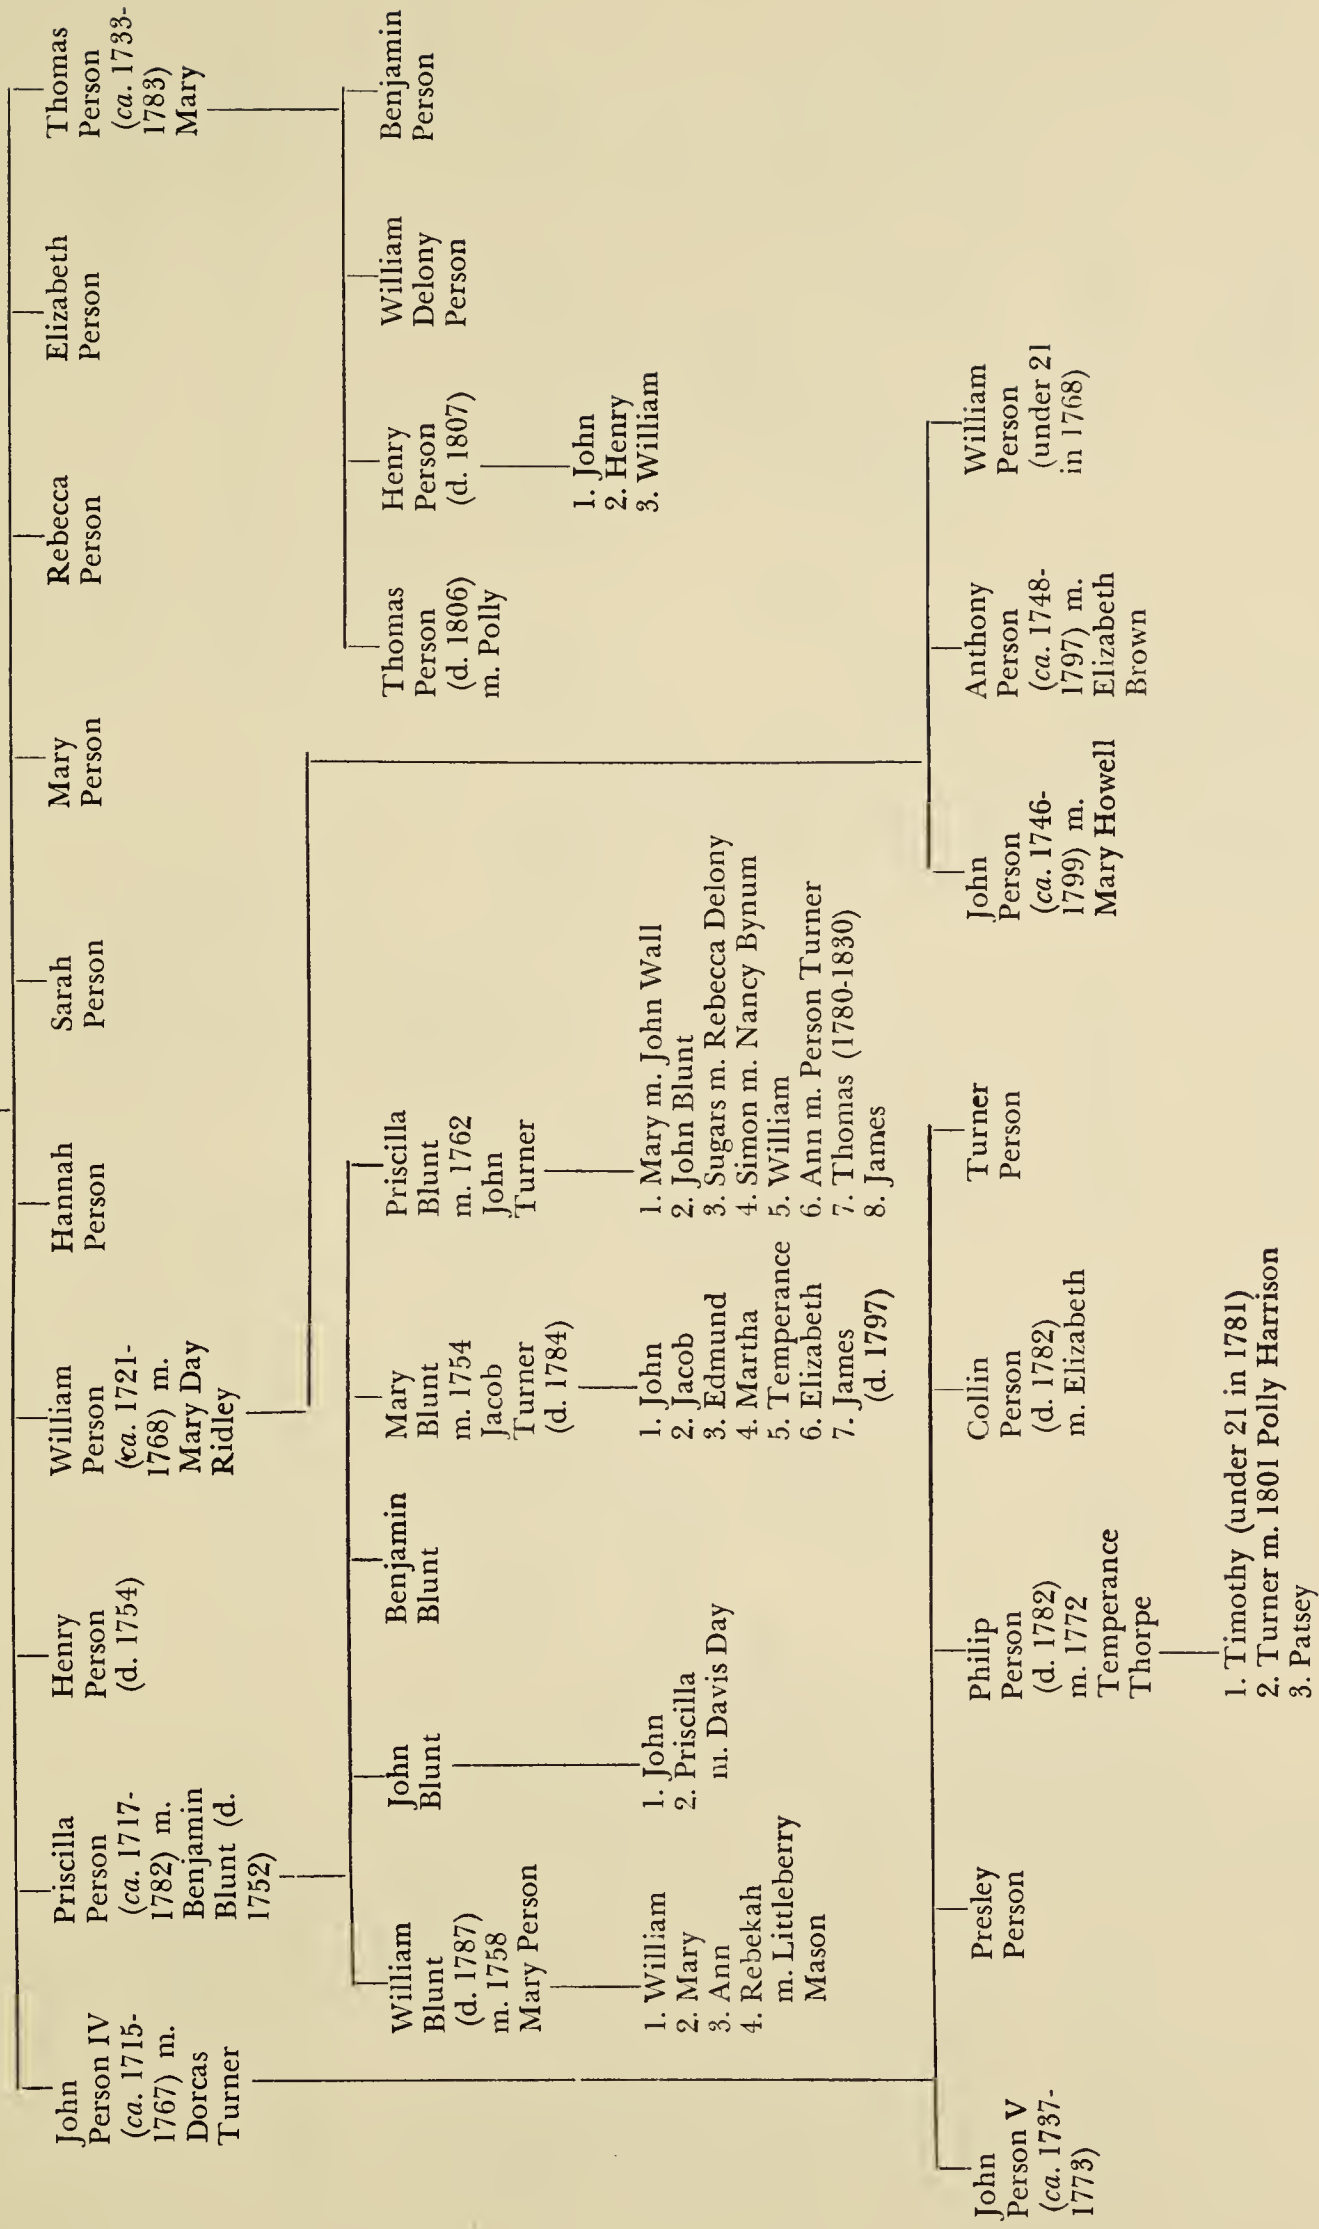 John
Person IV
(ca. 1715-
1767) m.
Dorcas
Turner
Priscilla
Person
(ca. 1717-
1782) m.
Benjamin
Blunt (d.
1752)
Henry
Person
(d. 1754)
William
Person
(ca. 1721-
1768) m.
Mary Day
Ridley
Hannah
Person
Sarah
Person
Mary
Person
Rebecca
Person
Elizabeth
Person
Thomas
Person
(ca. 1733-
1783)
Mary
William
Blunt
(d. 1787)
m. 1758
Mary Person
John
Blunt
Benjamin
Blunt
Mary
Blunt
m. 1754
Jacob
Turner
(d. 1784)
Priscilla
Blunt
m. 1762
John
Turner
Thomas
Person
(d. 1806)
m. Polly
Henry
Person
(d. 1807)
William
Delony
Person
Benjamin
Person
1. William
2. Mary
3. Ann
4. Rebekah
m. Littleberry
Mason
1. John
2. Priscilla
m. Davis Day
1. John
2. Jacob
3. Edmund
4. Martha
5. Temperance
6. Elizabeth
7. James
(d. 1797)
1. Mary m. John Wall
2. John Blunt
3. Sugars m. Rebecca Delony
4. Simon m. Nancy Bynum
5. William
6. Ann m. Person Turner
7. Thomas (1780-1830)
8. James
1. John
2. Henry
3. William
John
Person V
(ca. 1737-
1773)
Presley
Person
Philip
Person
(d. 1782)
m. 1772
Temperance
Thorpe
Collin
Person
(d. 1782)
m. Elizabeth
Turner
Person
John
Person
(ca. 1746-
1799) m.
Mary Howell
Anthony
Person
(ca. 1748-
1797) m.
Elizabeth
Brown
William
Person
(under 21
in 1768)
1. Timothy (under 21 in 1781)
2. Turner m. 1801 Polly Harrison
3. Patsey